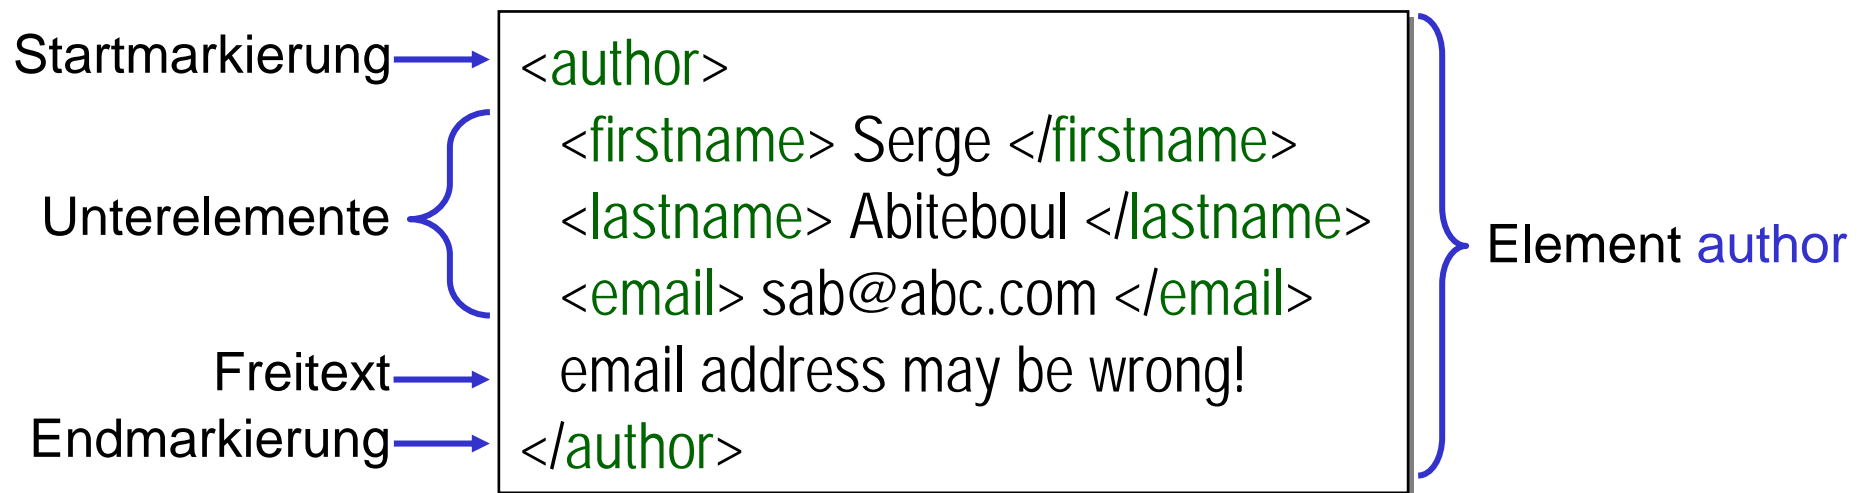 Startmarkierung <author>
<firstname> Serge </firstname>
Unterelemente <lastname> Abiteboul </lastname> Element author
<email> sab@abc.com </email>
Freitext email address may be wrong!
Endmarkierung </author>